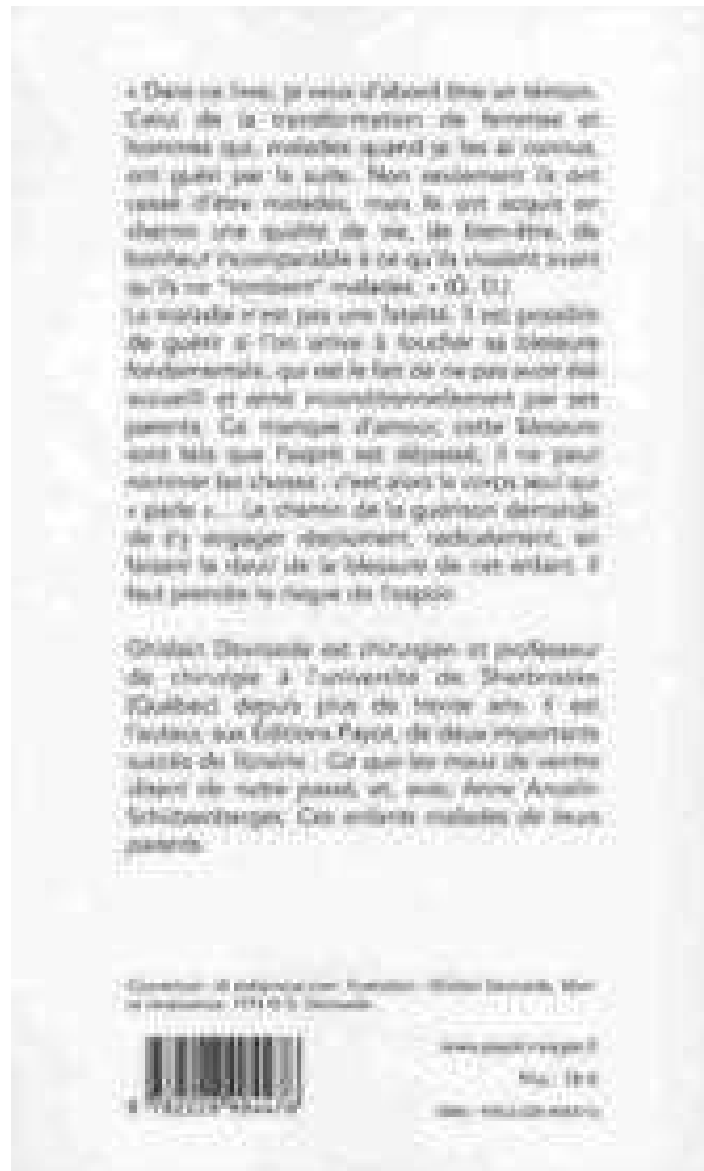 « Dans ce livre, je veux d'abord être un témoin.
Celui de la transformation de femmes et
hommes qui, malades quand je les ai connus,
ont guéri par la suite. Non seulement ils ont
cessé d'être malades, mais ils ont acquis en
chemin une qualité de vie, de bien-être, de
bonheur incomparable à ce qu'ils vivaient avant
qu'ils ne "tombent" malades. » (G. D.)
La maladie n'est pas une fatalité. Il est possible
de guérir si l'on arrive à toucher sa blessure
fondamentale, qui est le fait de ne pas avoir été
accueilli et aimé inconditionnellement par ses
parents. Ce manque d'amour, cette blessure
sont tels que l'esprit est dépassé, il ne peut
nommer les choses ; c'est alors le corps seul qui
« parle »... Le chemin de la guérison demande
de s'y engager résolument, radicalement, en
faisant le deuil de la blessure de cet enfant. Il
faut prendre le risque de l'espoir.
Ghislain Devroede est chirurgien et professeur
de chirurgie à l'université de Sherbrooke
(Québec) depuis plus de trente ans. Il est
l'auteur, aux Éditions Payot, de deux importants
succès de librairie : Ce que les maux de ventre
disent de notre passé, et, avec Anne Ancelin
Schützenberger, Ces enfants malades de leurs
parents.
Couverture : Illustration : Ghislain Devroede,
renaissance
www.payot-rivages.fr